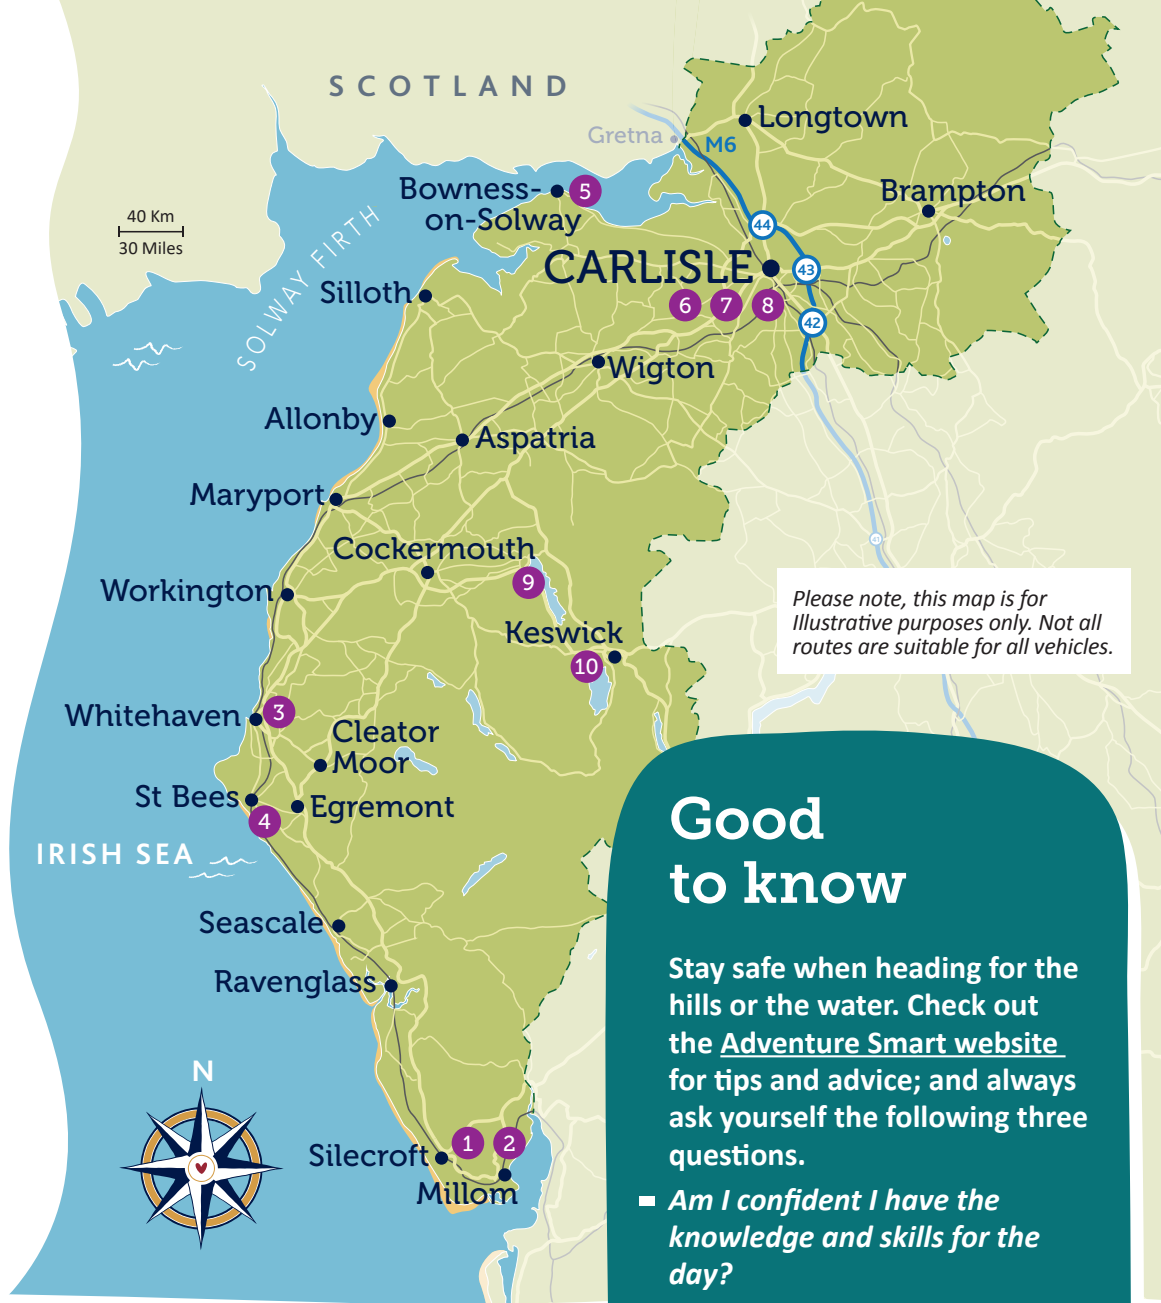 SCOTLAND
Longtown
Gretna
M6
Bowness-
on-Solway
5
Brampton
40 Km
30 Miles
SOLWAY FIRTH
44
CARLISLE
43
6
7
8
42
Silloth
Wigton
Allonby
Aspatria
Maryport
Cockermouth
41
9
Workington
Please note, this map is for
Illustrative purposes only. Not all
routes are suitable for all vehicles.
Keswick
10
Whitehaven
3
Cleator
Moor
St Bees
4
Egremont
IRISH SEA
Seascale
Ravenglass
N
Silecroft
1
2
Millom
Good
to know
Stay safe when heading for the
hills or the water. Check out
the Adventure Smart website
for tips and advice; and always
ask yourself the following three
questions.
Am I confident I have the
knowledge and skills for the
day?